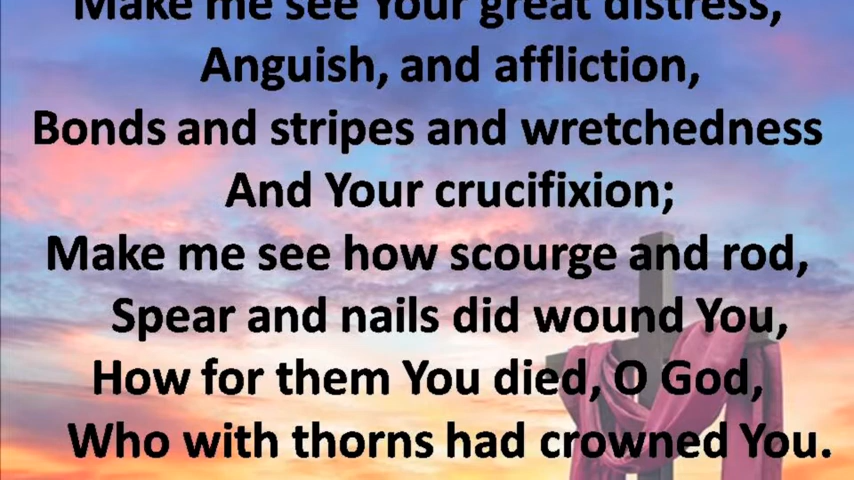 Make me see Your great distress,
Anguish, and affliction,
Bonds and stripes and wretchedness
And Your crucifixion;
Make me see how scourge and rod,
Spear and nails did wound You,
How for them You died, O God,
Who with thorns had crowned You.